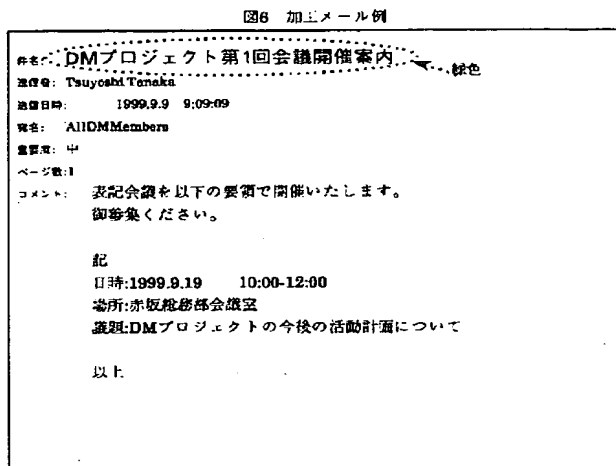 図6 加工メール例
件名: DMプロジェクト第1回会議開催案内
緑色
送信者: Tsuyoshi Tanaka
送信日時: 1999.9.9 9:09:09
宛名: AllDMMembers
重要度: 中
ページ数:1
コメント: 表記会議を以下の要領で開催いたします。
御参集ください。
記
日時:1999.9.19 10:00-12:00
場所:赤坂総務部会議室
議題:DMプロジェクトの今後の活動計画について
以上